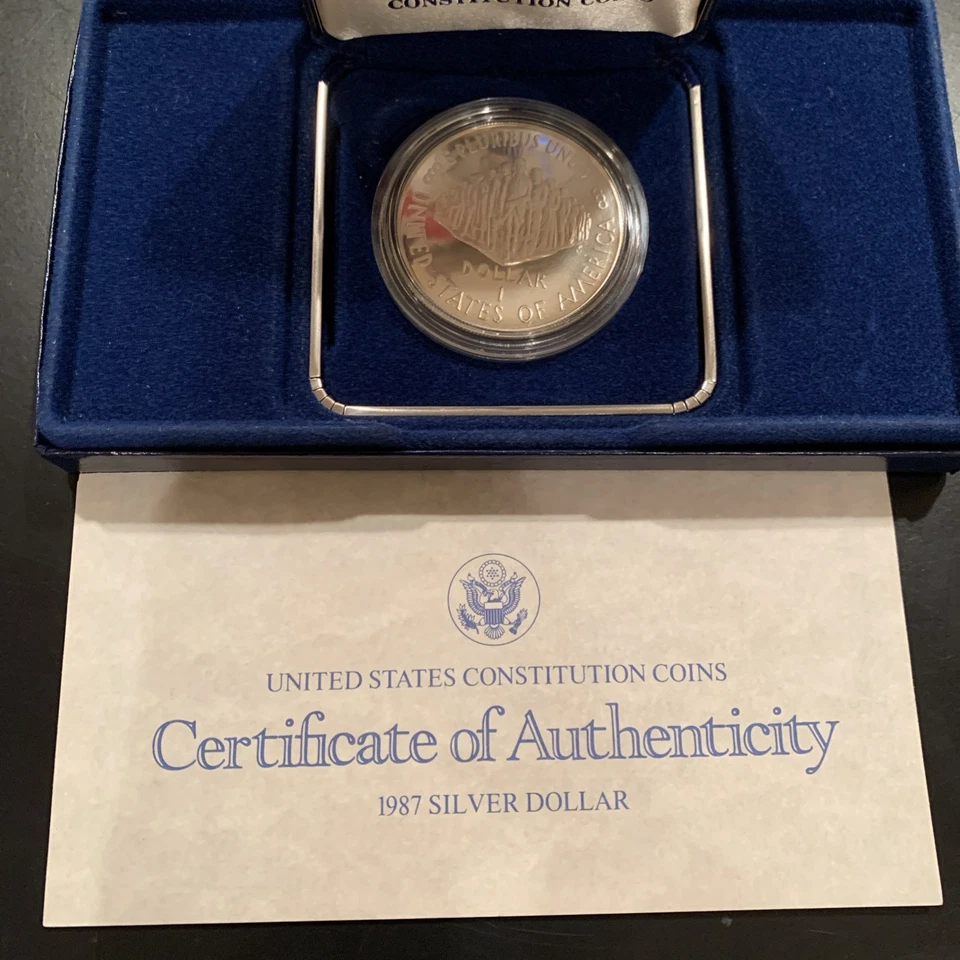 CONSTITUTION COINS
E PLURIBUS UNUM
DOLLAR 1
UNITED STATES OF AMERICA
UNITED STATES CONSTITUTION COINS
Certificate of Authenticity
1987 SILVER DOLLAR